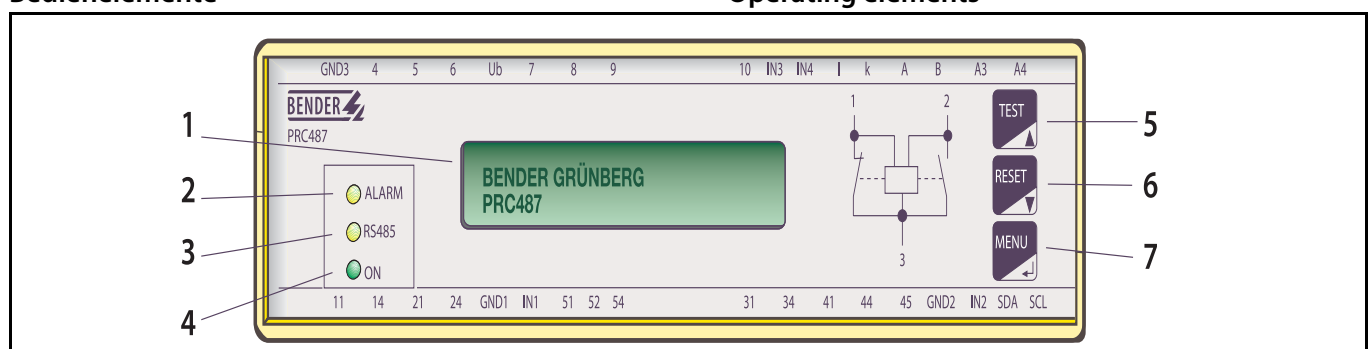 Bedienelemente Operating elements
GND3 4 5 6 Ub 7 8 9 10 IN3 IN4 I k A B A3 A4
BENDER
PRC487
1 2
TEST
5
1
BENDER GRÜNBERG
PRC487
2
ALARM
RESET
6
3
RS485
MENU
7
3
4
ON
11 14 21 24 GND1 IN1 51 52 54 31 34 41 44 45 GND2 IN2 SDA SCL